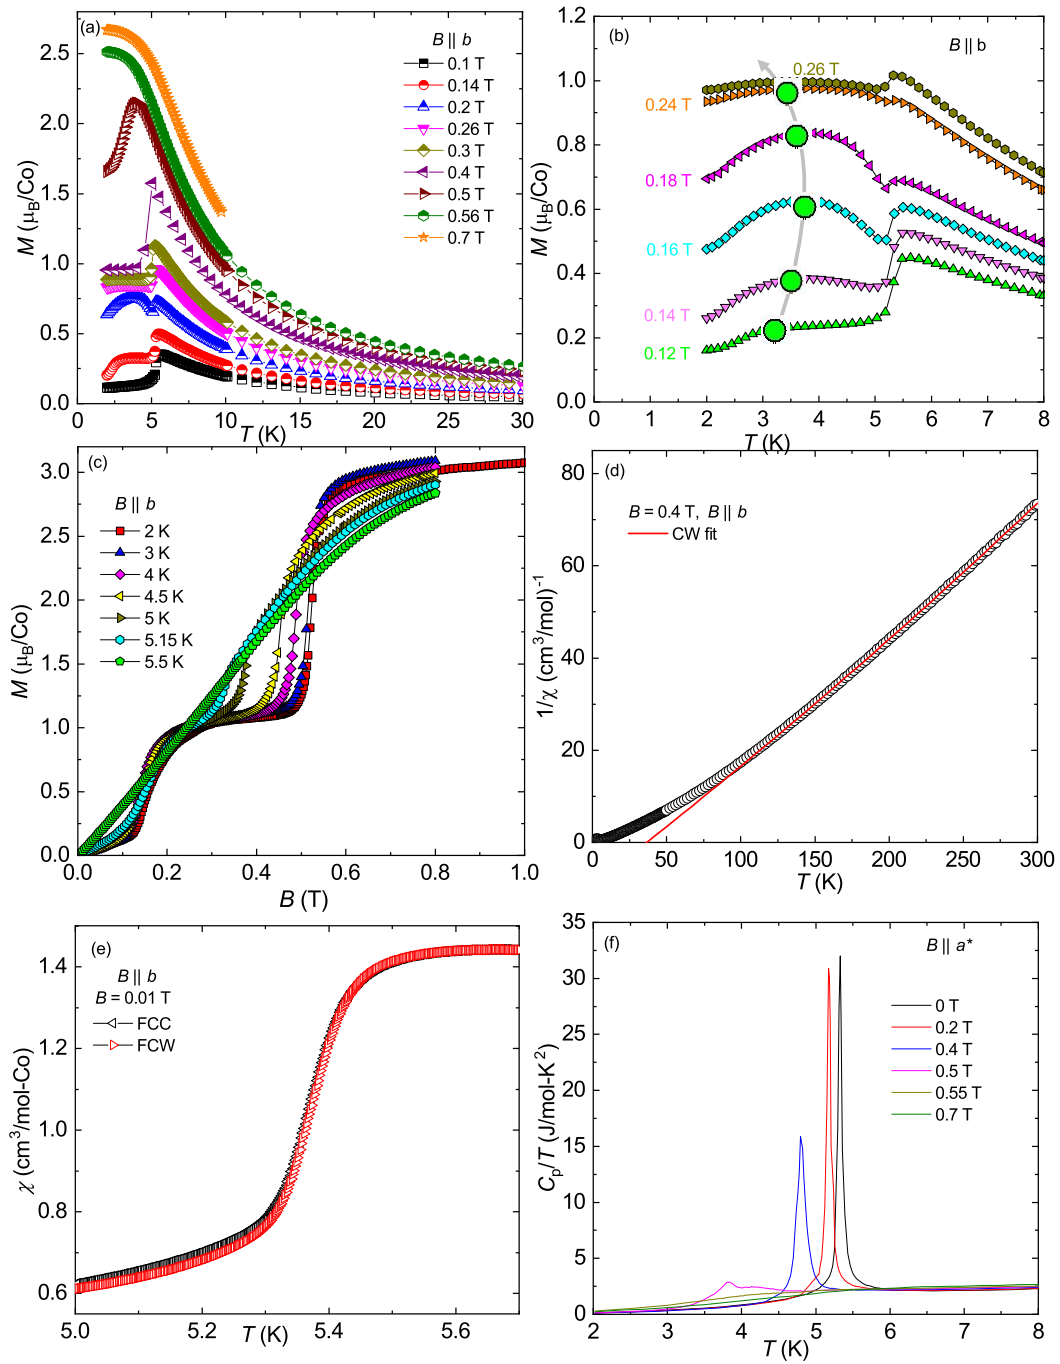 (a)
B || b
0.1 T
0.14 T
0.2 T
0.26 T
0.3 T
0.4 T
0.5 T
0.56 T
0.7 T
M (μB/Co)
2.5
2.0
1.5
1.0
0.5
0.0
0 5 10 15 20 25 30
T (K)
(b)
B || b
0.26 T
0.24 T
0.18 T
0.16 T
0.14 T
0.12 T
M (μB/Co)
1.2
1.0
0.8
0.6
0.4
0.2
0.0
0 1 2 3 4 5 6 7 8
T (K)
(c)
B || b
2 K
3 K
4 K
4.5 K
5 K
5.15 K
5.5 K
M (μB/Co)
3.0
2.5
2.0
1.5
1.0
0.5
0.0
0.0 0.2 0.4 0.6 0.8 1.0
B (T)
(d)
B = 0.4 T, B || b
CW fit
1/χ (cm³/mol)⁻¹
80
60
40
20
0
0 50 100 150 200 250 300
T (K)
(e)
B || b
B = 0.01 T
FCC
FCW
χ (cm³/mol-Co)
1.4
1.2
1.0
0.8
0.6
5.0 5.2 5.4 5.6
T (K)
(f)
B || a*
0 T
0.2 T
0.4 T
0.5 T
0.55 T
0.7 T
Cp/T (J/mol-K²)
35
30
25
20
15
10
5
0
2 3 4 5 6 7 8
T (K)